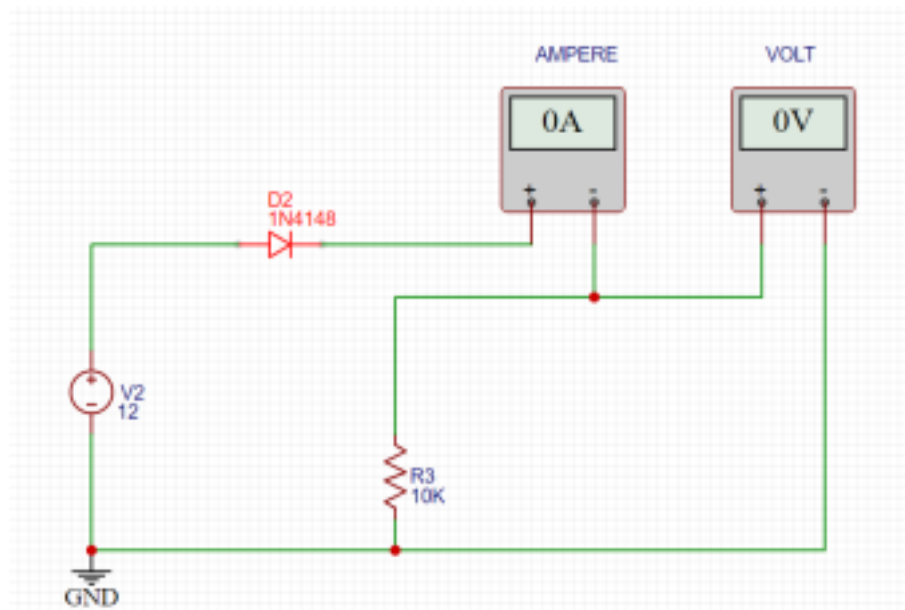 AMPERE
VOLT
0A
0V
+
-
+
-
D2
1N4148
+
-
V2
12
R3
10K
GND